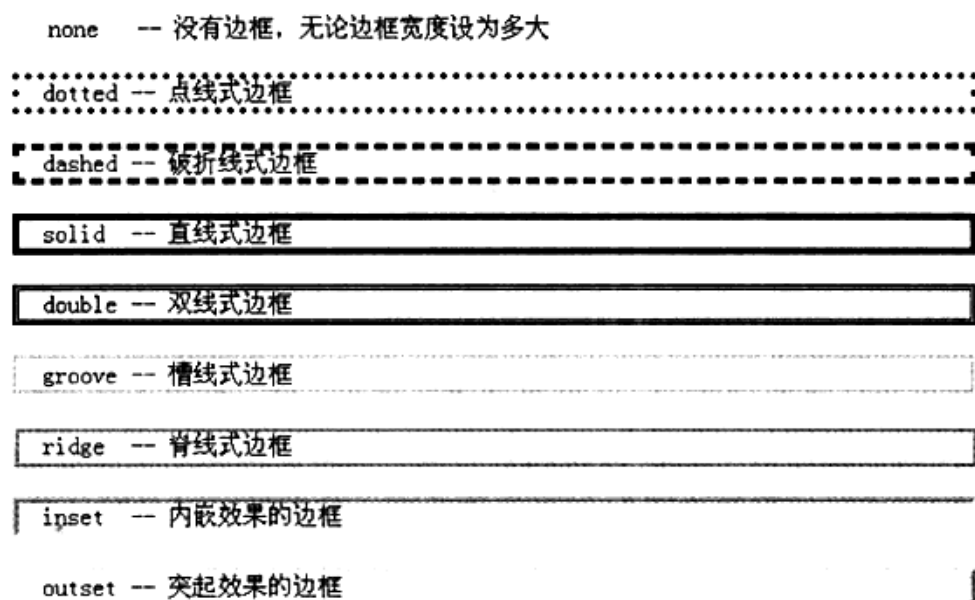 none -- 没有边框，无论边框宽度设为多大
dotted -- 点线式边框
dashed -- 破折线式边框
solid -- 直线式边框
double -- 双线式边框
groove -- 槽线式边框
ridge -- 脊线式边框
inset -- 内嵌效果的边框
outset -- 突起效果的边框